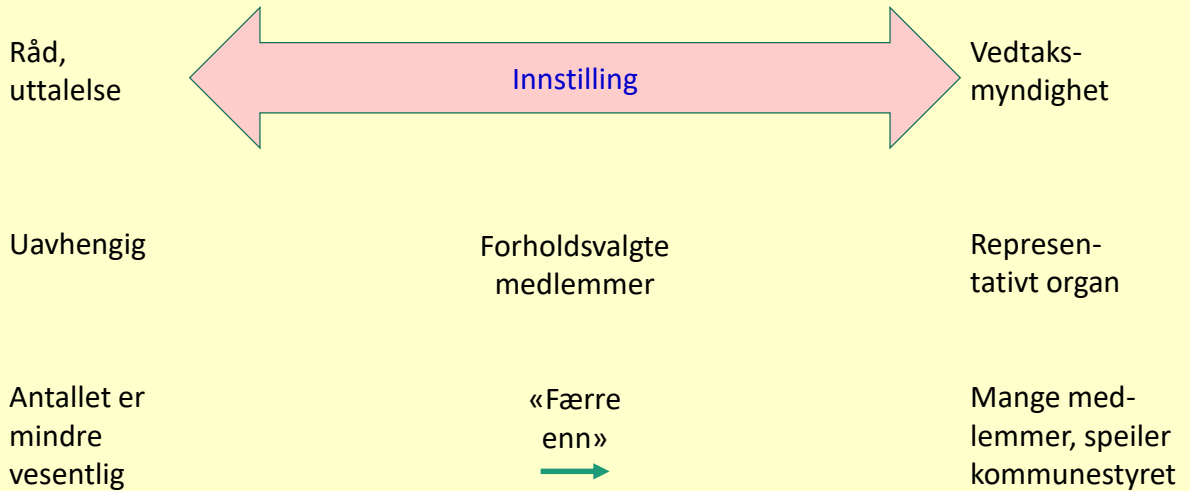 Råd,
uttalelse
Innstilling
Vedtaks-
myndighet
Uavhengig
Forholdsvalgte
medlemmer
Represen-
tativt organ
Antallet er
mindre
vesentlig
«Færre
enn»
Mange med-
lemmer, speiler
kommunestyret